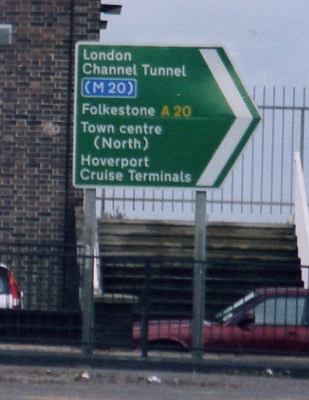 London
Channel Tunnel
(M 20)
Folkestone A 20
Town centre
(North)
Hoverport
Cruise Terminals